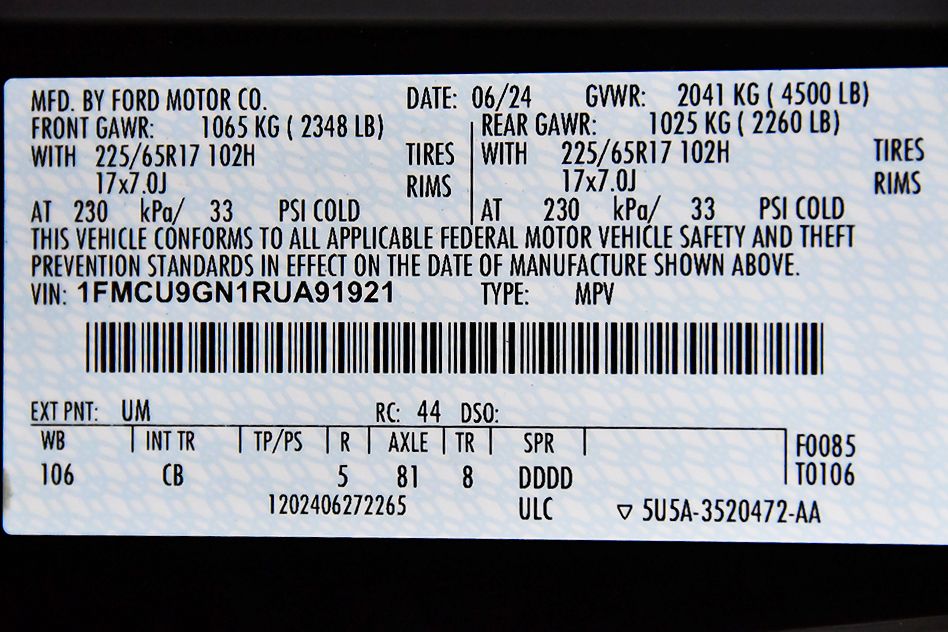 MFD. BY FORD MOTOR CO. DATE: 06/24 GVWR: 2041 KG ( 4500 LB)
FRONT GAWR: 1065 KG ( 2348 LB) REAR GAWR: 1025 KG ( 2260 LB)
WITH 225/65R17 102H TIRES WITH 225/65R17 102H TIRES
17x7.0J RIMS 17x7.0J RIMS
AT 230 kPa/ 33 PSI COLD AT 230 kPa/ 33 PSI COLD
THIS VEHICLE CONFORMS TO ALL APPLICABLE FEDERAL MOTOR VEHICLE SAFETY AND THEFT
PREVENTION STANDARDS IN EFFECT ON THE DATE OF MANUFACTURE SHOWN ABOVE.
VIN: 1FMCU9GN1RUA91921 TYPE: MPV
EXT PNT: UM RC: 44 DSO:
WB INT TR TP/PS R AXLE TR SPR F0085
106 CB 5 81 8 DDDD T0106
1202406272265 ULC ▽ 5U5A-3520472-AA